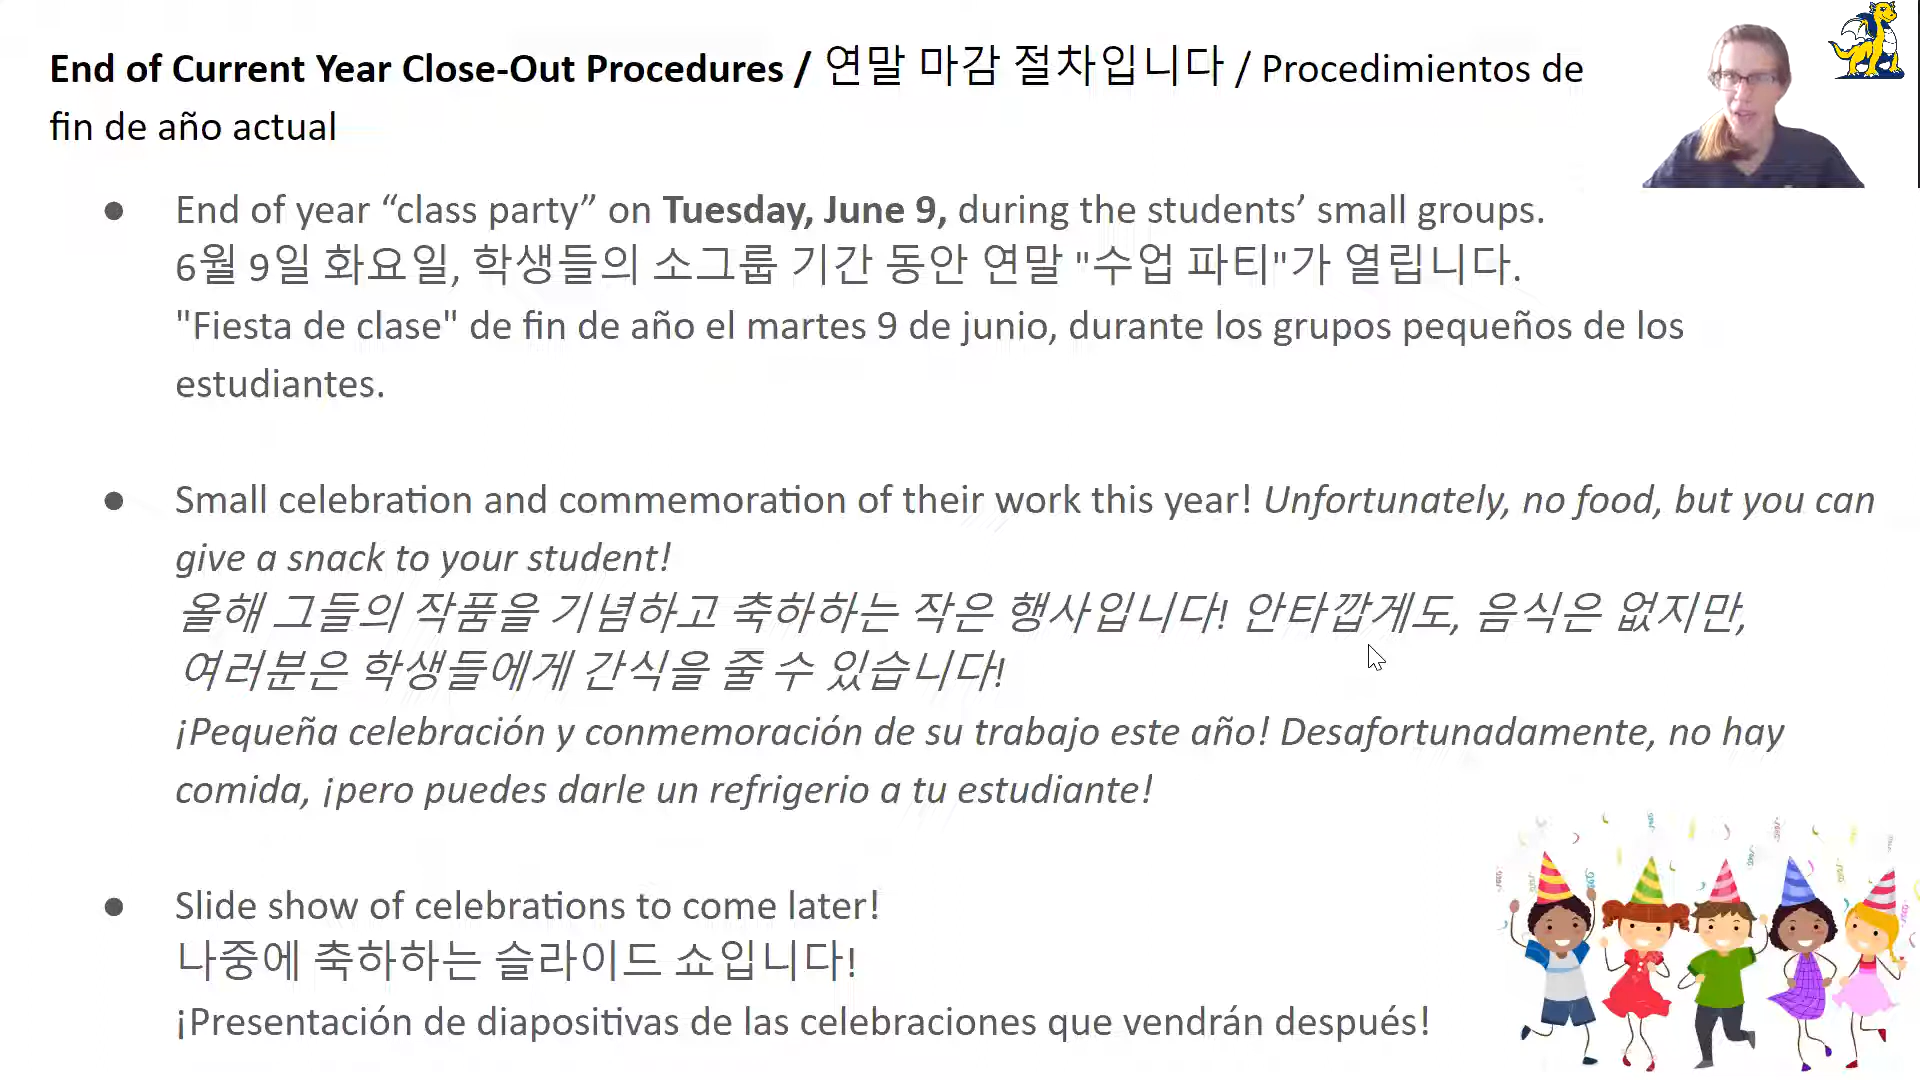 End of Current Year Close-Out Procedures / 연말 마감 절차입니다 / Procedimientos de
fin de año actual
● End of year “class party” on Tuesday, June 9, during the students’ small groups.
6월 9일 화요일, 학생들의 소그룹 기간 동안 연말 "수업 파티"가 열립니다.
"Fiesta de clase" de fin de año el martes 9 de junio, durante los grupos pequeños de los
estudiantes.
● Small celebration and commemoration of their work this year! Unfortunately, no food, but you can
give a snack to your student!
올해 그들의 작품을 기념하고 축하하는 작은 행사입니다! 안타깝게도, 음식은 없지만,
여러분은 학생들에게 간식을 줄 수 있습니다!
¡Pequeña celebración y conmemoración de su trabajo este año! Desafortunadamente, no hay
comida, ¡pero puedes darle un refrigerio a tu estudiante!
● Slide show of celebrations to come later!
나중에 축하하는 슬라이드 쇼입니다!
¡Presentación de diapositivas de las celebraciones que vendrán después!